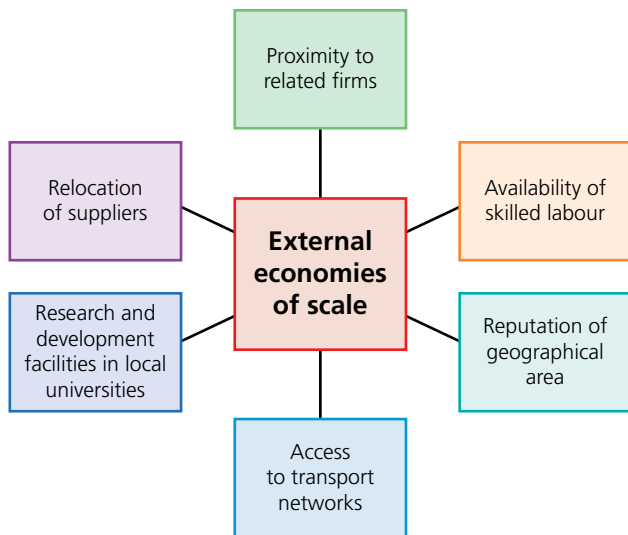 Proximity to
related firms
Relocation
of suppliers
Availability of
skilled labour
External
economies
of scale
Research and
development
facilities in local
universities
Reputation of
geographical
area
Access
to transport
networks